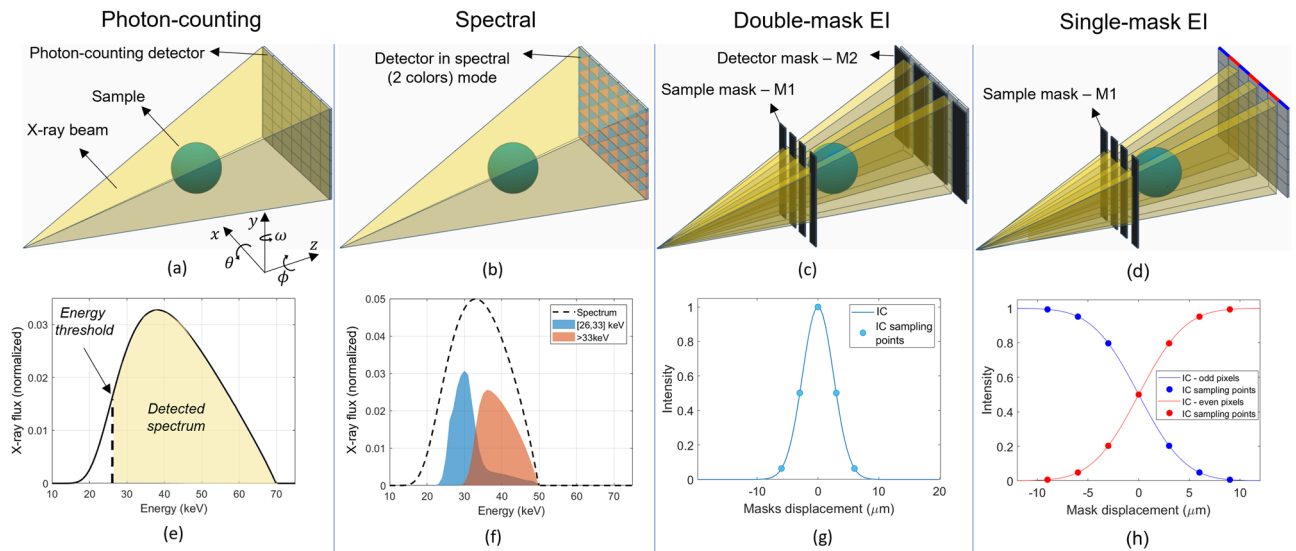 Photon-counting
Spectral
Double-mask EI
Single-mask EI
Photon-counting detector
Sample
X-ray beam
y
x
ω
z
θ
ϕ
(a)
Detector in spectral
(2 colors) mode
(b)
Detector mask – M2
Sample mask – M1
(c)
Sample mask – M1
(d)
X-ray flux (normalized)
0.03
0.02
0.01
0
Energy
threshold
Detected
spectrum
10 20 30 40 50 60 70
Energy (keV)
(e)
X-ray flux (normalized)
0.05
0.04
0.03
0.02
0.01
0
Spectrum
[26,33] keV
>33keV
10 20 30 40 50 60 70
Energy (keV)
(f)
Intensity
1
0.8
0.6
0.4
0.2
0
IC
IC sampling
points
-10 0 10 20
Masks displacement (μm)
(g)
Intensity
1
0.8
0.6
0.4
0.2
0
IC - odd pixels
IC sampling points
IC - even pixels
IC sampling points
-10 -5 0 5 10
Mask displacement (μm)
(h)